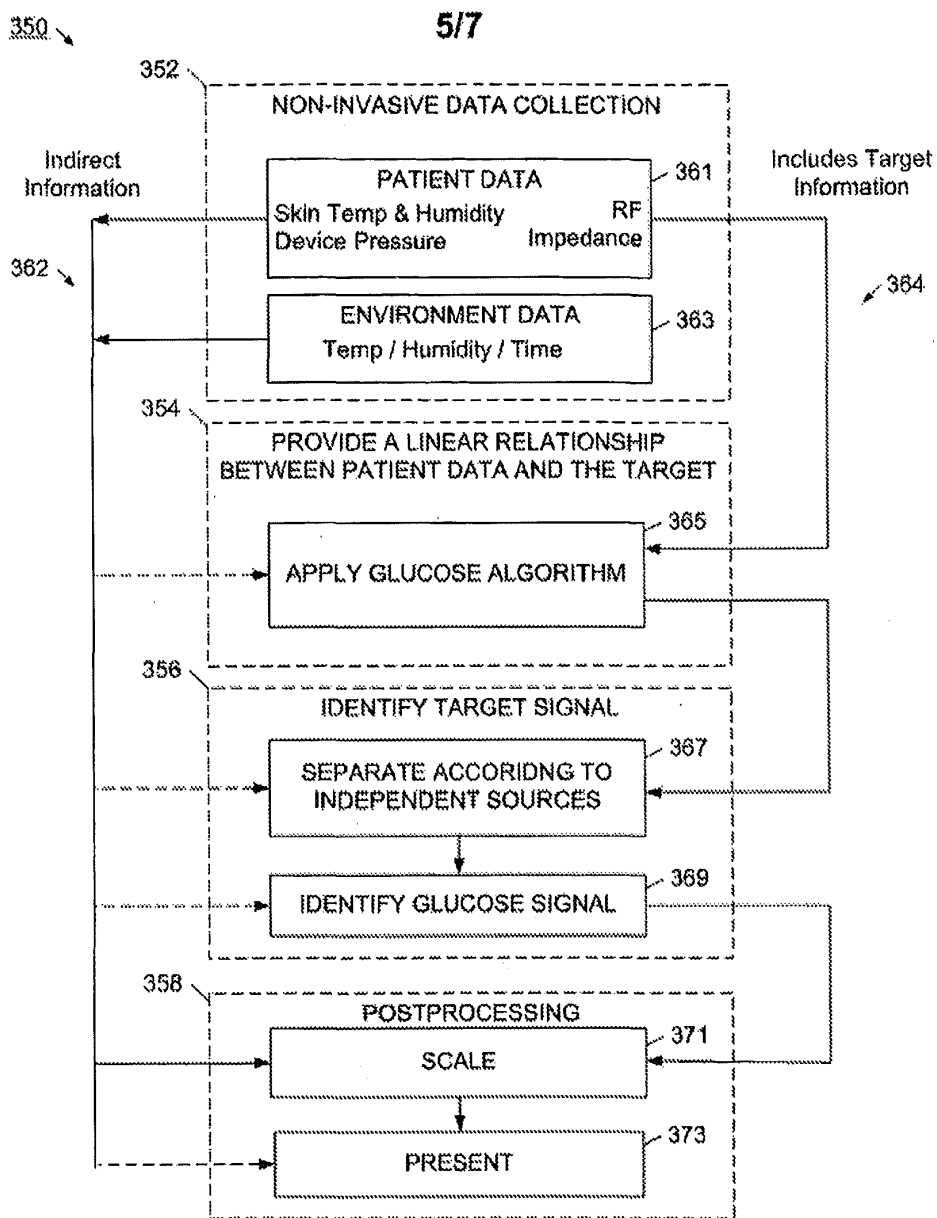 350
5/7
352
NON-INVASIVE DATA COLLECTION
Indirect
Information
Includes Target
Information
PATIENT DATA
361
Skin Temp & Humidity
Device Pressure
RF
Impedance
362
364
ENVIRONMENT DATA
363
Temp / Humidity / Time
354
PROVIDE A LINEAR RELATIONSHIP
BETWEEN PATIENT DATA AND THE TARGET
365
APPLY GLUCOSE ALGORITHM
356
IDENTIFY TARGET SIGNAL
367
SEPARATE ACCORIDNG TO
INDEPENDENT SOURCES
369
IDENTIFY GLUCOSE SIGNAL
358
POSTPROCESSING
371
SCALE
373
PRESENT